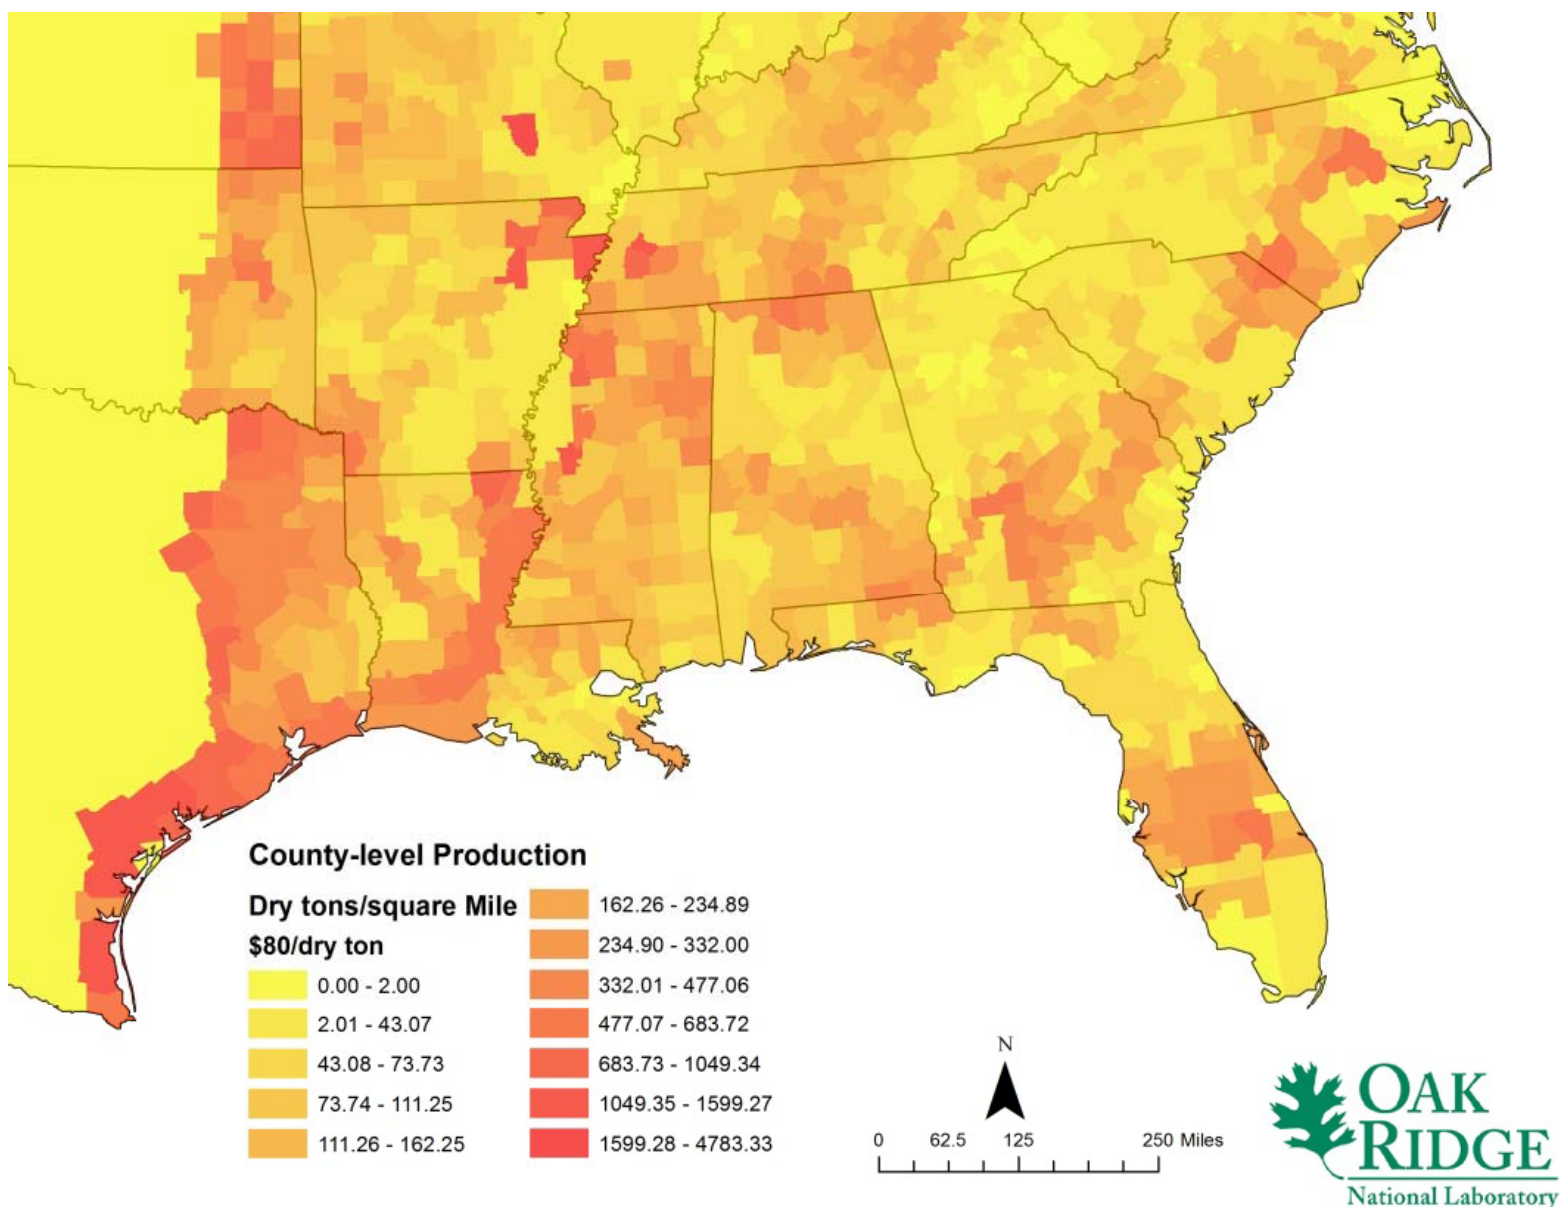 County-level Production
Dry tons/square Mile
$80/dry ton
0.00 - 2.00
2.01 - 43.07
43.08 - 73.73
73.74 - 111.25
111.26 - 162.25
162.26 - 234.89
234.90 - 332.00
332.01 - 477.06
477.07 - 683.72
683.73 - 1049.34
1049.35 - 1599.27
1599.28 - 4783.33
N
0 62.5 125 250 Miles
OAK
RIDGE
National Laboratory